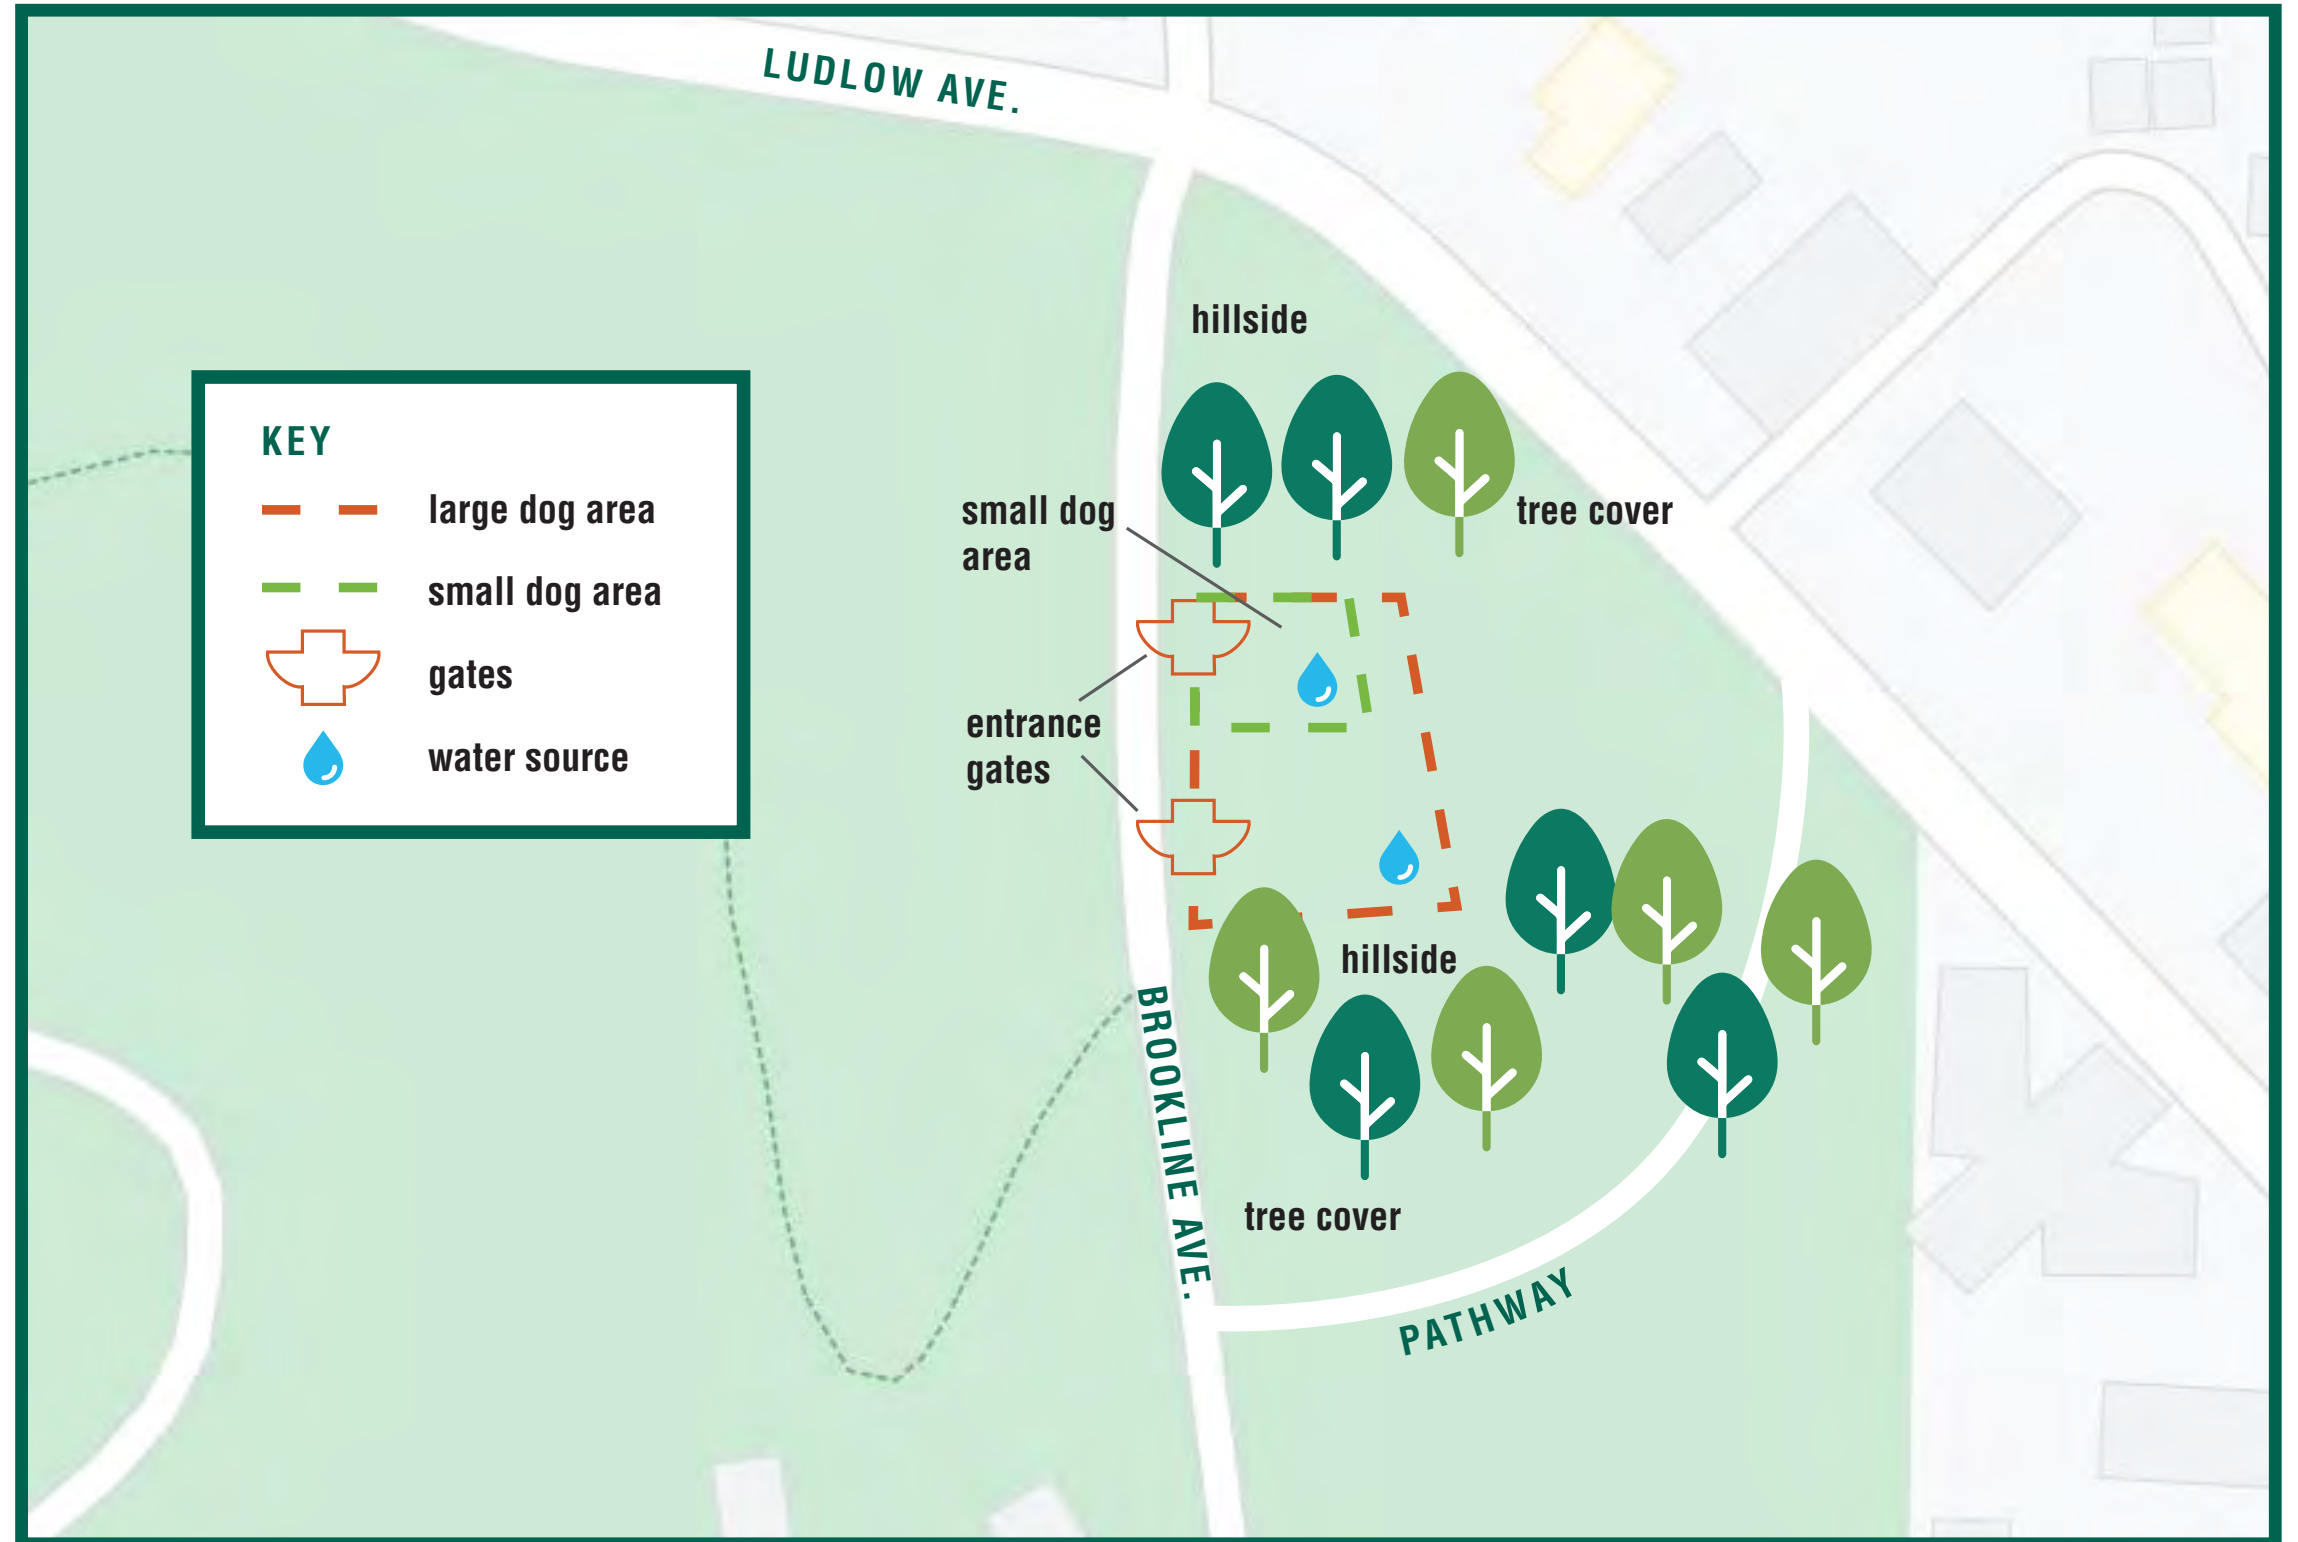 LUDLOW AVE.
hillside
KEY
large dog area
small dog area
gates
water source
small dog
area
tree cover
entrance
gates
hillside
BROOKLINE AVE.
tree cover
PATHWAY